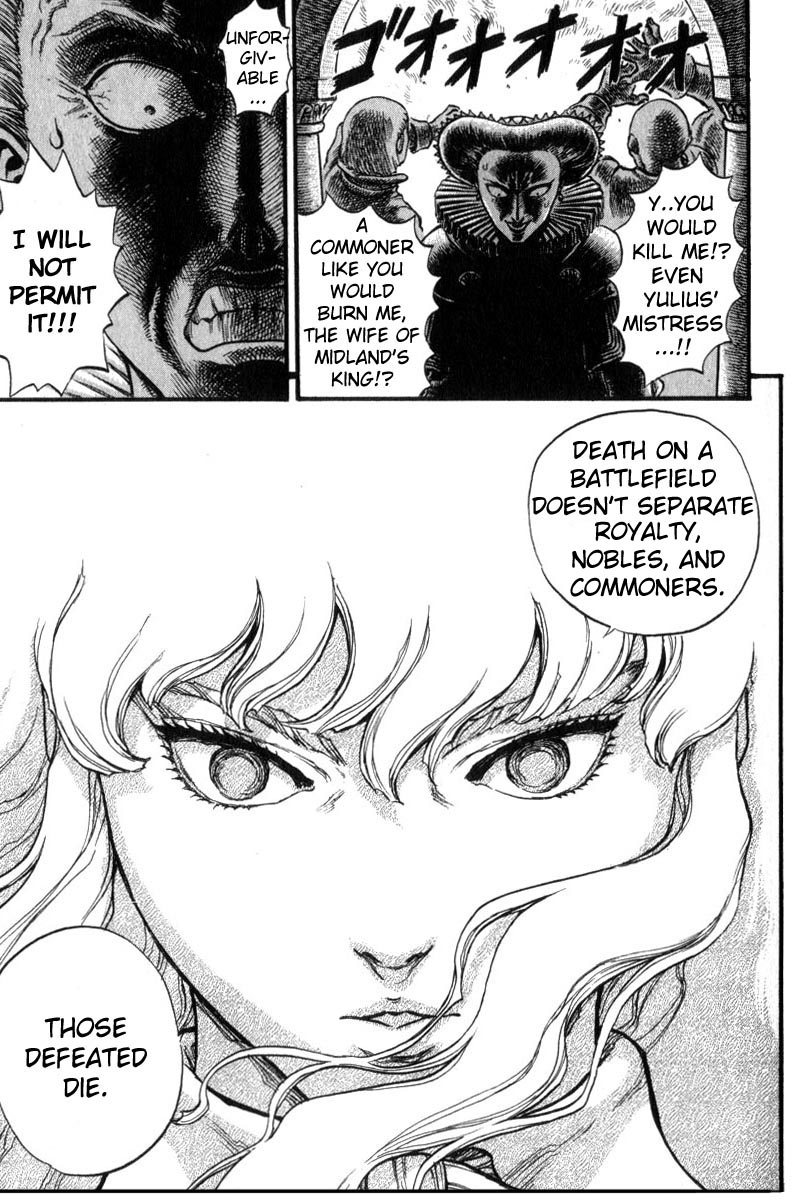 ゴオオオオオ
Y..YOU
WOULD
KILL ME!?
EVEN
YULIUS'
MISTRESS
...!!
A
COMMONER
LIKE YOU
WOULD
BURN ME,
THE WIFE OF
MIDLAND'S
KING!?
UNFOR-
GIV-
ABLE
...
I WILL
NOT
PERMIT
IT!!!
DEATH ON A
BATTLEFIELD
DOESN'T SEPARATE
ROYALTY,
NOBLES, AND
COMMONERS.
THOSE
DEFEATED
DIE.